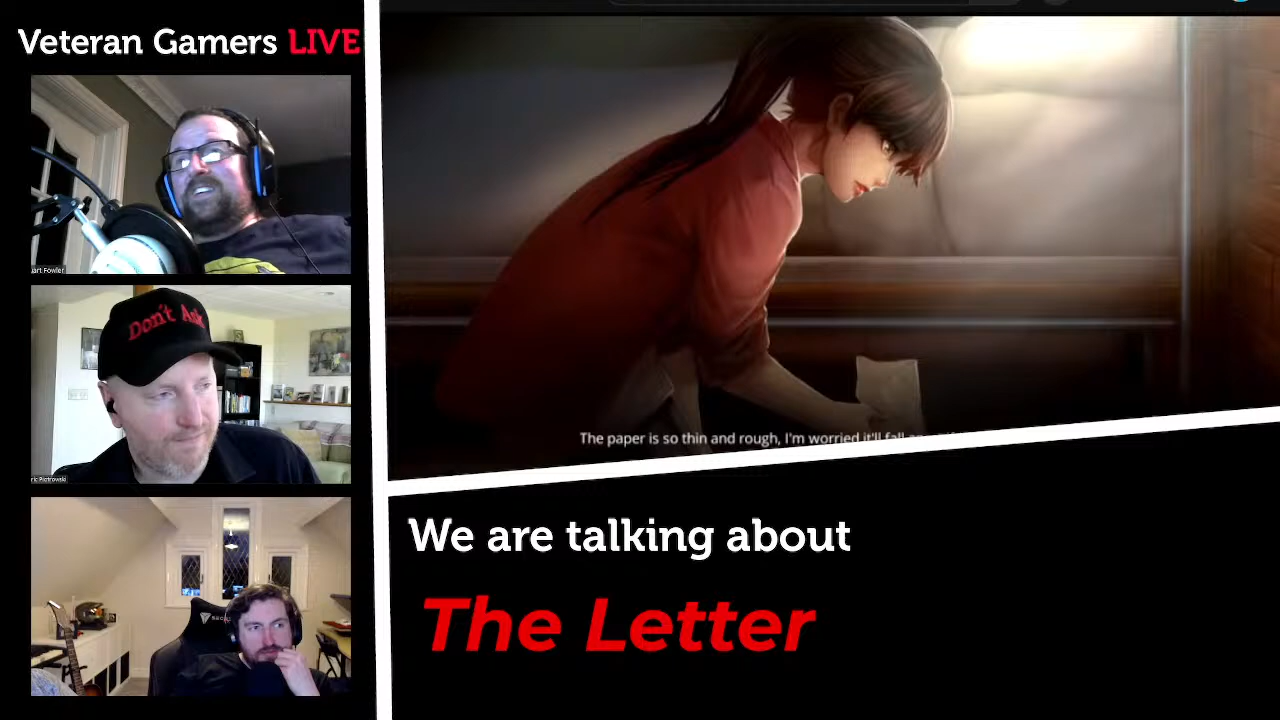 Veteran Gamers LIVE
Don't Ask
The paper is so thin and rough, I'm worried it'll fall
We are talking about
The Letter